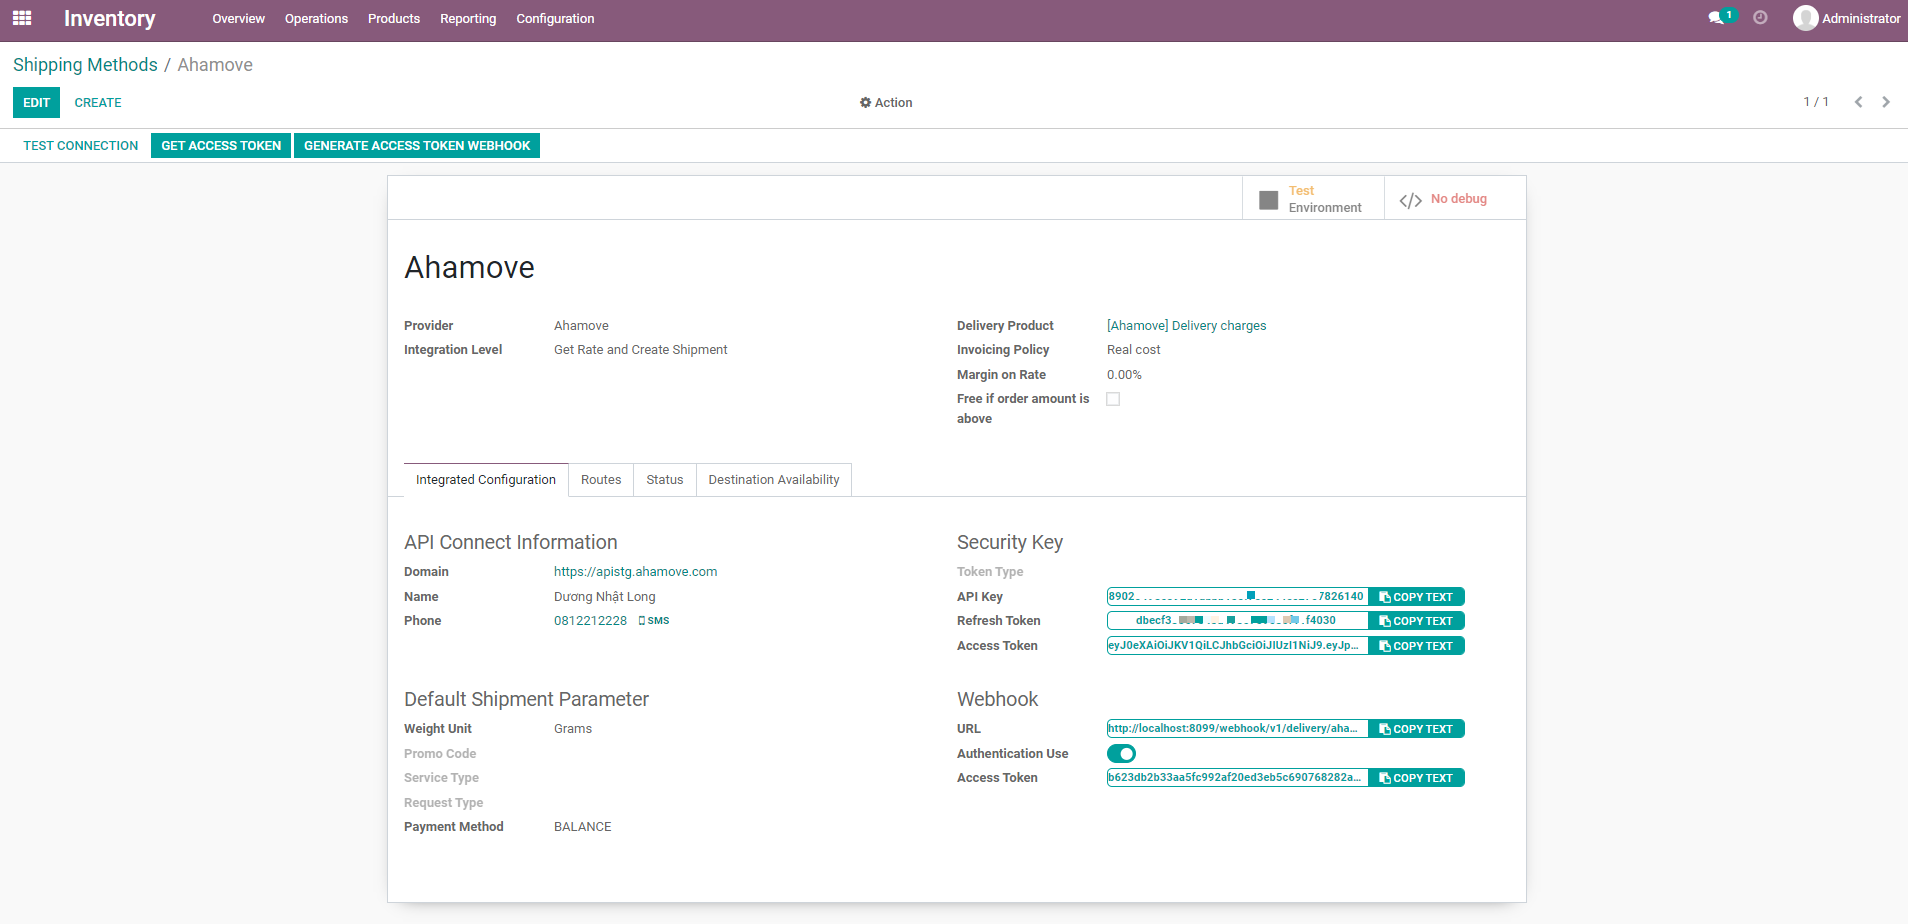 Inventory Overview Operations Products Reporting Configuration 1 Administrator
Shipping Methods / Ahamove
EDIT CREATE Action 1 / 1
TEST CONNECTION GET ACCESS TOKEN GENERATE ACCESS TOKEN WEBHOOK
Test
Environment
</> No debug
Ahamove
Provider Ahamove
Integration Level Get Rate and Create Shipment
Delivery Product [Ahamove] Delivery charges
Invoicing Policy Real cost
Margin on Rate 0.00%
Free if order amount is
above
Integrated Configuration Routes Status Destination Availability
API Connect Information
Domain https://apistg.ahamove.com
Name Dương Nhật Long
Phone 0812212228 SMS
Security Key
Token Type
API Key 8902 7826140 COPY TEXT
Refresh Token dbecf3 f4030 COPY TEXT
Access Token eyJ0eXAiOiJKV1QiLCJhbGciOiJIUzI1NiJ9.eyJp... COPY TEXT
Default Shipment Parameter
Weight Unit Grams
Promo Code
Service Type
Request Type
Payment Method BALANCE
Webhook
URL http://localhost:8099/webhook/v1/delivery/aha... COPY TEXT
Authentication Use
Access Token b623db2b33aa5fc992af20ed3eb5c690768282a... COPY TEXT